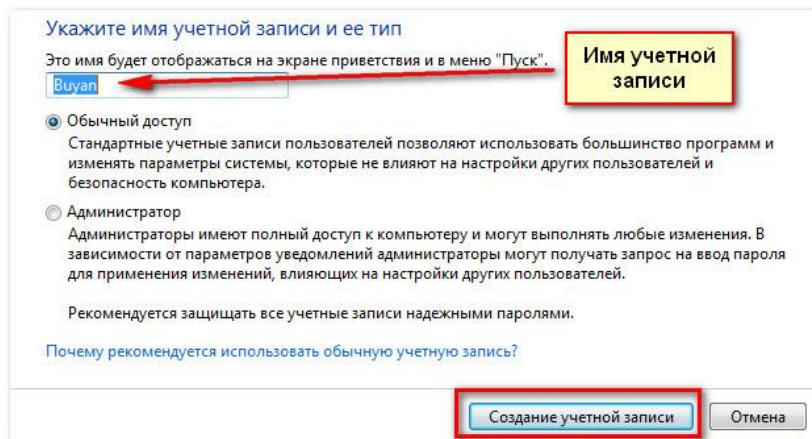 Укажите имя учетной записи и ее тип
Это имя будет отображаться на экране приветствия и в меню "Пуск".
Имя учетной
записи
Buyan
Обычный доступ
Стандартные учетные записи пользователей позволяют использовать большинство программ и
изменять параметры системы, которые не влияют на настройки других пользователей и
безопасность компьютера.
Администратор
Администраторы имеют полный доступ к компьютеру и могут выполнять любые изменения. В
зависимости от параметров уведомлений администраторы могут получать запрос на ввод пароля
для применения изменений, влияющих на настройки других пользователей.
Рекомендуется защищать все учетные записи надежными паролями.
Почему рекомендуется использовать обычную учетную запись?
Создание учетной записи
Отмена